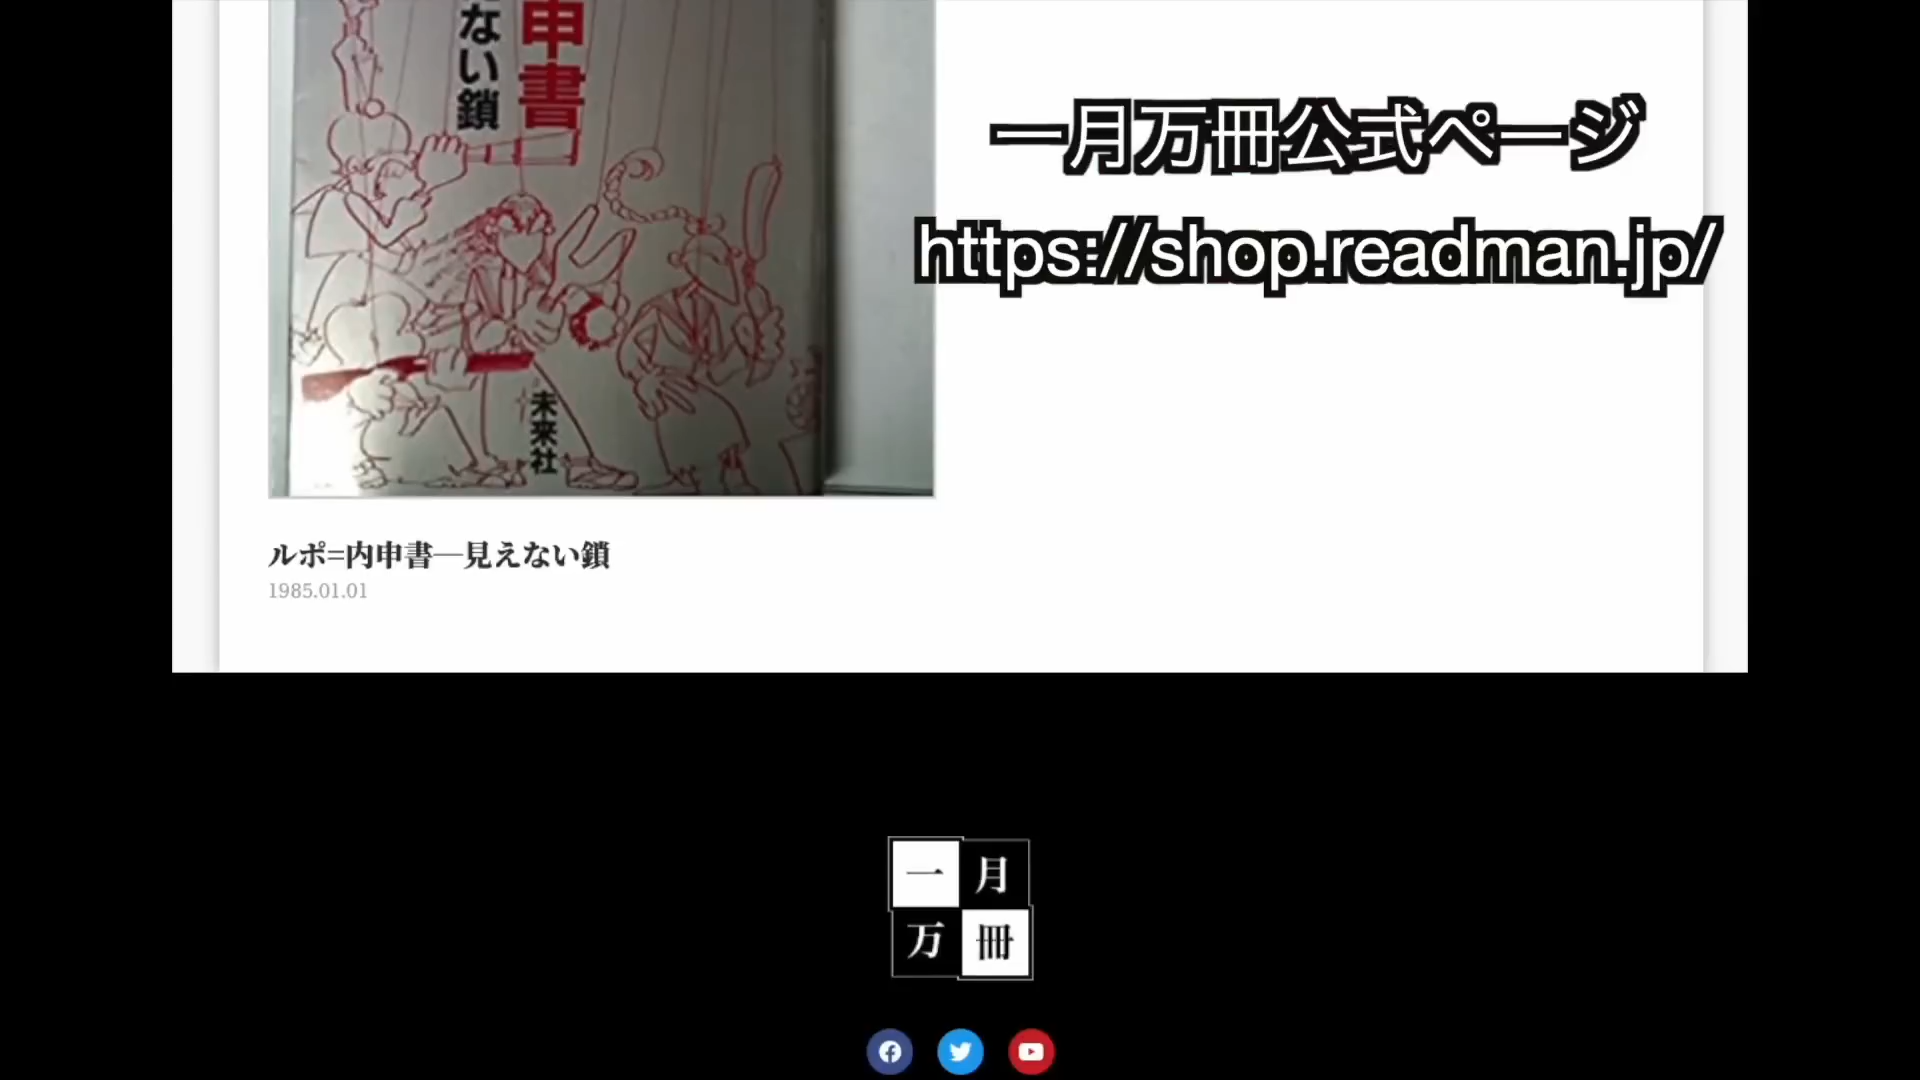 申書
ない鎖
未来社
一月万冊公式ページ
https://shop.readman.jp/
ルポ=内申書―見えない鎖
1985.01.01
一月
万冊